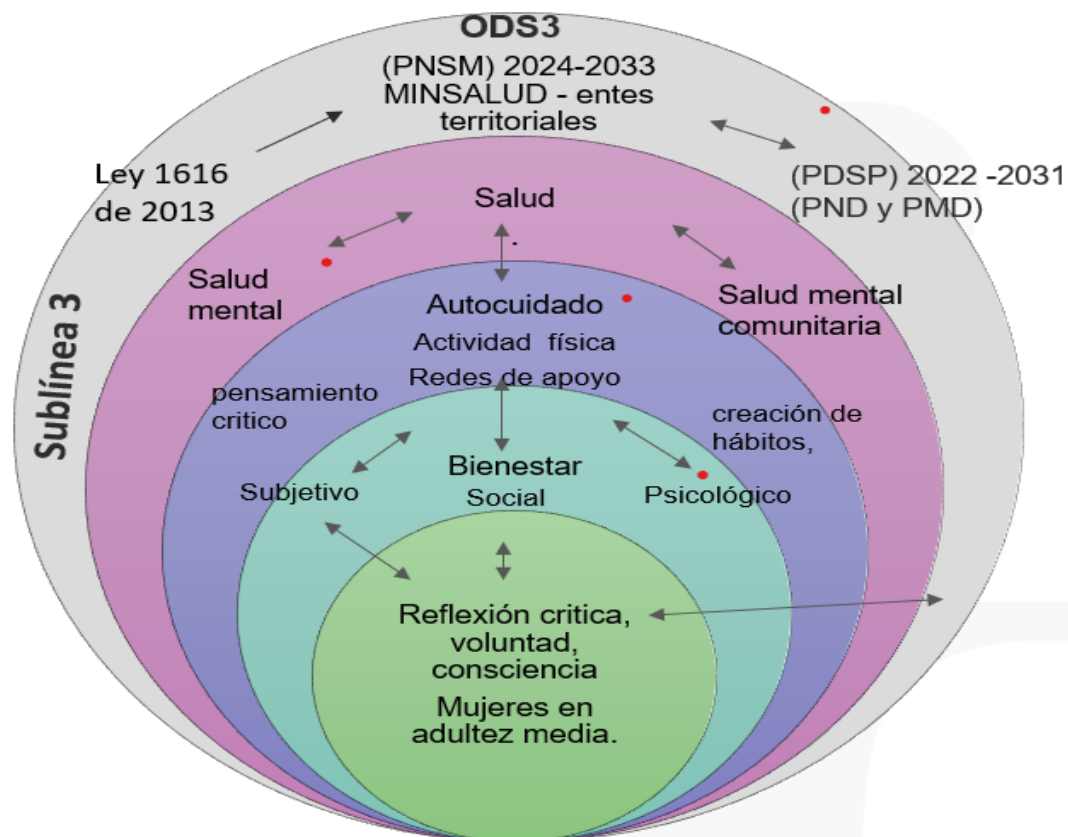 ODS3
(PNSM) 2024-2033
MINSALUD - entes
territoriales
Ley 1616
de 2013
(PDSP) 2022 -2031
(PND y PMD)
Sublínea 3
Salud
Salud
mental
Salud mental
comunitaria
Autocuidado
Actividad física
Redes de apoyo
pensamiento
critico
creación de
hábitos,
Bienestar
Social
Subjetivo
Psicológico
Reflexión critica,
voluntad,
consciencia
Mujeres en
adultez media.